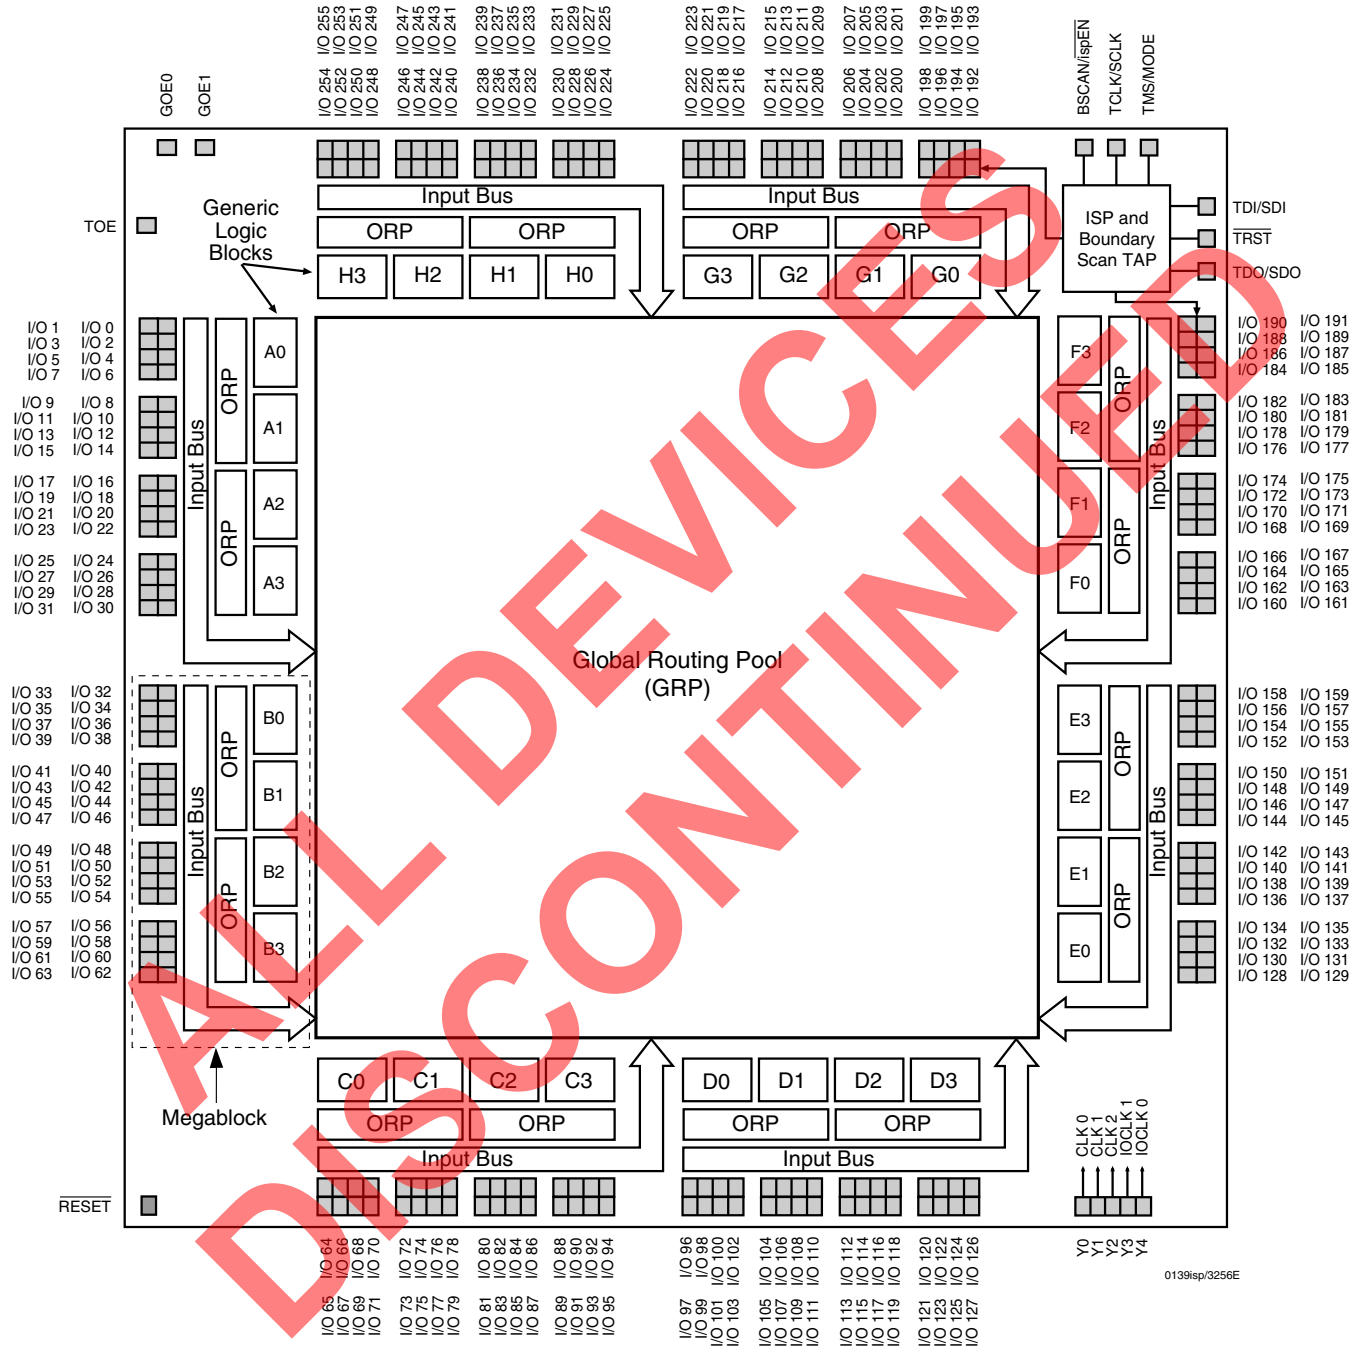 I/O 255 I/O 253 I/O 251 I/O 249
I/O 247 I/O 245 I/O 243 I/O 241
I/O 239 I/O 237 I/O 235 I/O 233
I/O 231 I/O 229 I/O 227 I/O 225
I/O 223 I/O 221 I/O 219 I/O 217
I/O 215 I/O 213 I/O 211 I/O 209
I/O 207 I/O 205 I/O 203 I/O 201
I/O 199 I/O 197 I/O 195 I/O 193
I/O 254 I/O 252 I/O 250 I/O 248
I/O 246 I/O 244 I/O 242 I/O 240
I/O 238 I/O 236 I/O 234 I/O 232
I/O 230 I/O 228 I/O 226 I/O 224
I/O 222 I/O 220 I/O 218 I/O 216
I/O 214 I/O 212 I/O 210 I/O 208
I/O 206 I/O 204 I/O 202 I/O 200
I/O 198 I/O 196 I/O 194 I/O 192
GOE0
GOE1
BSCAN/ispEN
TCLK/SCLK
TMS/MODE
TOE
Generic
Logic
Blocks
Input Bus
Input Bus
ORP ORP ORP ORP
H3 H2 H1 H0 G3 G2 G1 G0
ISP and
Boundary
Scan TAP
TDI/SDI
TRST
TDO/SDO
I/O 1 I/O 0
I/O 3 I/O 2
I/O 5 I/O 4
I/O 7 I/O 6
I/O 9 I/O 8
I/O 11 I/O 10
I/O 13 I/O 12
I/O 15 I/O 14
I/O 17 I/O 16
I/O 19 I/O 18
I/O 21 I/O 20
I/O 23 I/O 22
I/O 25 I/O 24
I/O 27 I/O 26
I/O 29 I/O 28
I/O 31 I/O 30
Input Bus
ORP
ORP
A0
A1
A2
A3
F3
F2
F1
F0
ORP
ORP
Input Bus
I/O 190 I/O 191
I/O 188 I/O 189
I/O 186 I/O 187
I/O 184 I/O 185
I/O 182 I/O 183
I/O 180 I/O 181
I/O 178 I/O 179
I/O 176 I/O 177
I/O 174 I/O 175
I/O 172 I/O 173
I/O 170 I/O 171
I/O 168 I/O 169
I/O 166 I/O 167
I/O 164 I/O 165
I/O 162 I/O 163
I/O 160 I/O 161
Global Routing Pool
(GRP)
I/O 33 I/O 32
I/O 35 I/O 34
I/O 37 I/O 36
I/O 39 I/O 38
I/O 41 I/O 40
I/O 43 I/O 42
I/O 45 I/O 44
I/O 47 I/O 46
I/O 49 I/O 48
I/O 51 I/O 50
I/O 53 I/O 52
I/O 55 I/O 54
I/O 57 I/O 56
I/O 59 I/O 58
I/O 61 I/O 60
I/O 63 I/O 62
Input Bus
ORP
ORP
B0
B1
B2
B3
E3
E2
E1
E0
ORP
ORP
Input Bus
I/O 158 I/O 159
I/O 156 I/O 157
I/O 154 I/O 155
I/O 152 I/O 153
I/O 150 I/O 151
I/O 148 I/O 149
I/O 146 I/O 147
I/O 144 I/O 145
I/O 142 I/O 143
I/O 140 I/O 141
I/O 138 I/O 139
I/O 136 I/O 137
I/O 134 I/O 135
I/O 132 I/O 133
I/O 130 I/O 131
I/O 128 I/O 129
Megablock
C0 C1 C2 C3 D0 D1 D2 D3
ORP ORP ORP ORP
Input Bus
Input Bus
RESET
CLK 0
CLK 1
CLK 2
IOCLK 1
IOCLK 0
Y0
Y1
Y2
Y3
Y4
I/O 64 I/O 66 I/O 68 I/O 70
I/O 72 I/O 74 I/O 76 I/O 78
I/O 80 I/O 82 I/O 84 I/O 86
I/O 88 I/O 90 I/O 92 I/O 94
I/O 96 I/O 98 I/O 100 I/O 102
I/O 104 I/O 106 I/O 108 I/O 110
I/O 112 I/O 114 I/O 116 I/O 118
I/O 120 I/O 122 I/O 124 I/O 126
I/O 65 I/O 67 I/O 69 I/O 71
I/O 73 I/O 75 I/O 77 I/O 79
I/O 81 I/O 83 I/O 85 I/O 87
I/O 89 I/O 91 I/O 93 I/O 95
I/O 97 I/O 99 I/O 101 I/O 103
I/O 105 I/O 107 I/O 109 I/O 111
I/O 113 I/O 115 I/O 117 I/O 119
I/O 121 I/O 123 I/O 125 I/O 127
0139isp/3256E
ALL DEVICES
DISCONTINUED